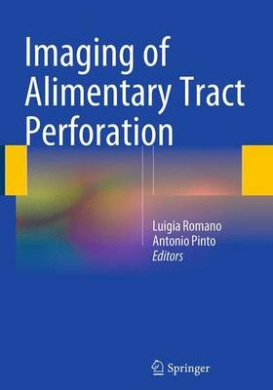 Imaging of
Alimentary Tract
Perforation
Luigia Romano
Antonio Pinto
Editors
Springer